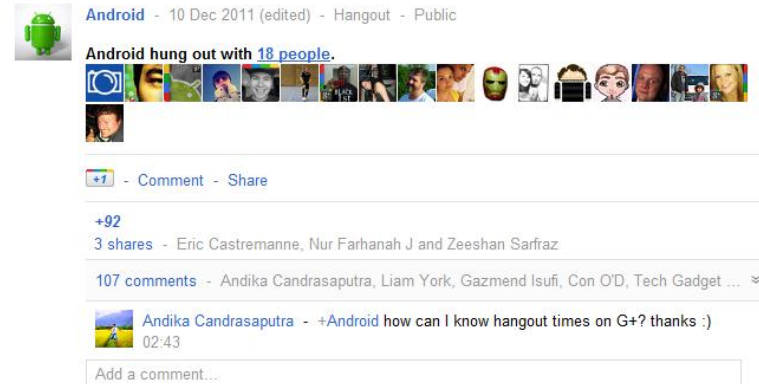 Android - 10 Dec 2011 (edited) - Hangout - Public
Android hung out with 18 people.
+1 - Comment - Share
+92
3 shares - Eric Castremanne, Nur Farhanah J and Zeeshan Sarfraz
107 comments - Andika Candrasaputra, Liam York, Gazmend Isufi, Con O'D, Tech Gadget ...
Andika Candrasaputra - +Android how can I know hangout times on G+? thanks :)
02:43
Add a comment...